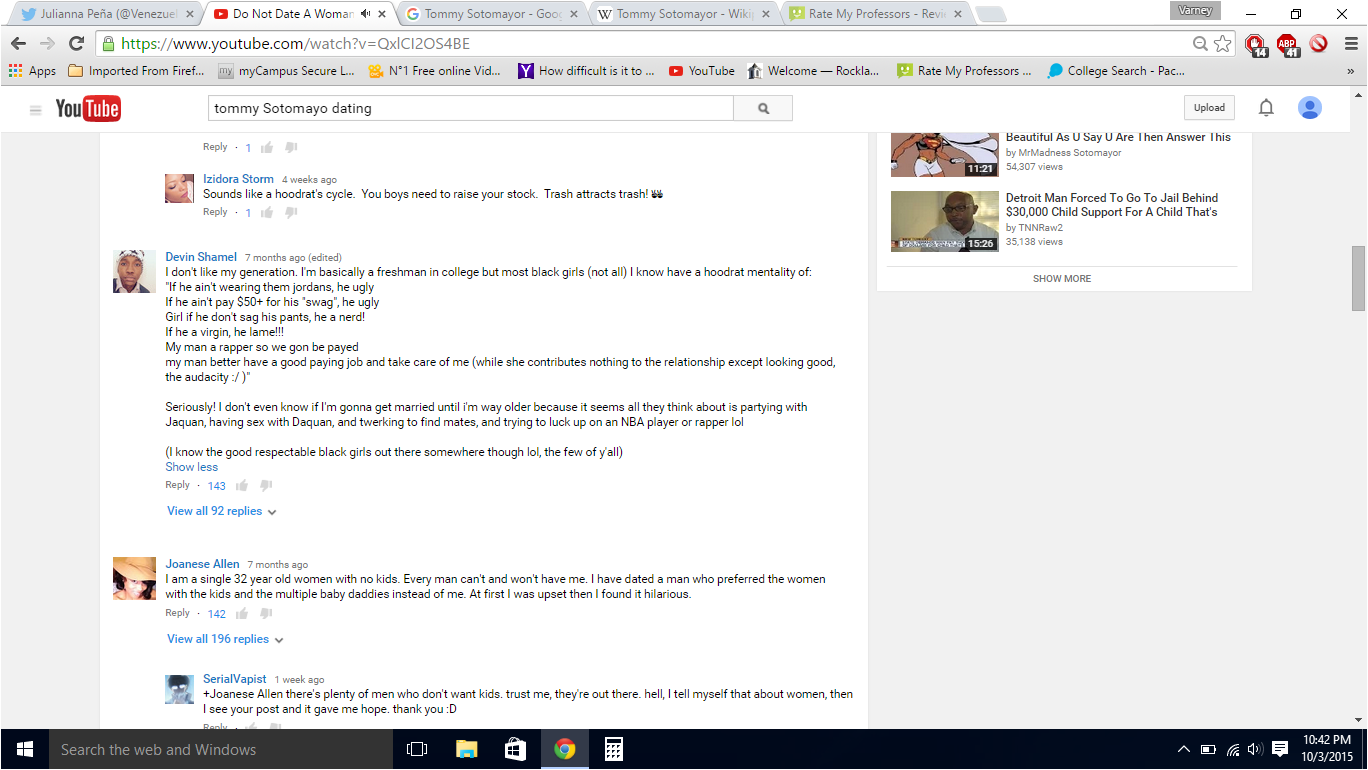 Julianna Peña (@Venezuel
Do Not Date A Woman
Tommy Sotomayor - Goo
Tommy Sotomayor - Wiki
Rate My Professors - Revi
Varney
https://www.youtube.com/watch?v=QxlCI2OS4BE
14
ABP
41
Apps
Imported From Firef...
my
myCampus Secure L...
N°1 Free online Vid...
How difficult is it to ...
YouTube
Welcome — Rockla...
Rate My Professors ...
College Search - Pac...
»
YouTube
tommy Sotomayo dating
Upload
Reply · 1
Izidora Storm 4 weeks ago
Sounds like a hoodrat's cycle.  You boys need to raise your stock.  Trash attracts trash!
Reply · 1
Devin Shamel 7 months ago (edited)
I don't like my generation. I'm basically a freshman in college but most black girls (not all) I know have a hoodrat mentality of:
"If he ain't wearing them jordans, he ugly
If he ain't pay $50+ for his "swag", he ugly
Girl if he don't sag his pants, he a nerd!
If he a virgin, he lame!!!
My man a rapper so we gon be payed
my man better have a good paying job and take care of me (while she contributes nothing to the relationship except looking good,
the audacity :/ )"
Seriously! I don't even know if I'm gonna get married until i'm way older because it seems all they think about is partying with
Jaquan, having sex with Daquan, and twerking to find mates, and trying to luck up on an NBA player or rapper lol
(I know the good respectable black girls out there somewhere though lol, the few of y'all)
Show less
Reply · 143
View all 92 replies
Joanese Allen 7 months ago
I am a single 32 year old women with no kids. Every man can't and won't have me. I have dated a man who preferred the women
with the kids and the multiple baby daddies instead of me. At first I was upset then I found it hilarious.
Reply · 142
View all 196 replies
SerialVapist 1 week ago
+Joanese Allen there's plenty of men who don't want kids. trust me, they're out there. hell, I tell myself that about women, then
I see your post and it gave me hope. thank you :D
Reply
Beautiful As U Say U Are Then Answer This
by MrMadness Sotomayor
54,307 views
11:21
Detroit Man Forced To Go To Jail Behind
$30,000 Child Support For A Child That's
by TNNRaw2
35,138 views
15:26
SHOW MORE
Search the web and Windows
10:42 PM
10/3/2015